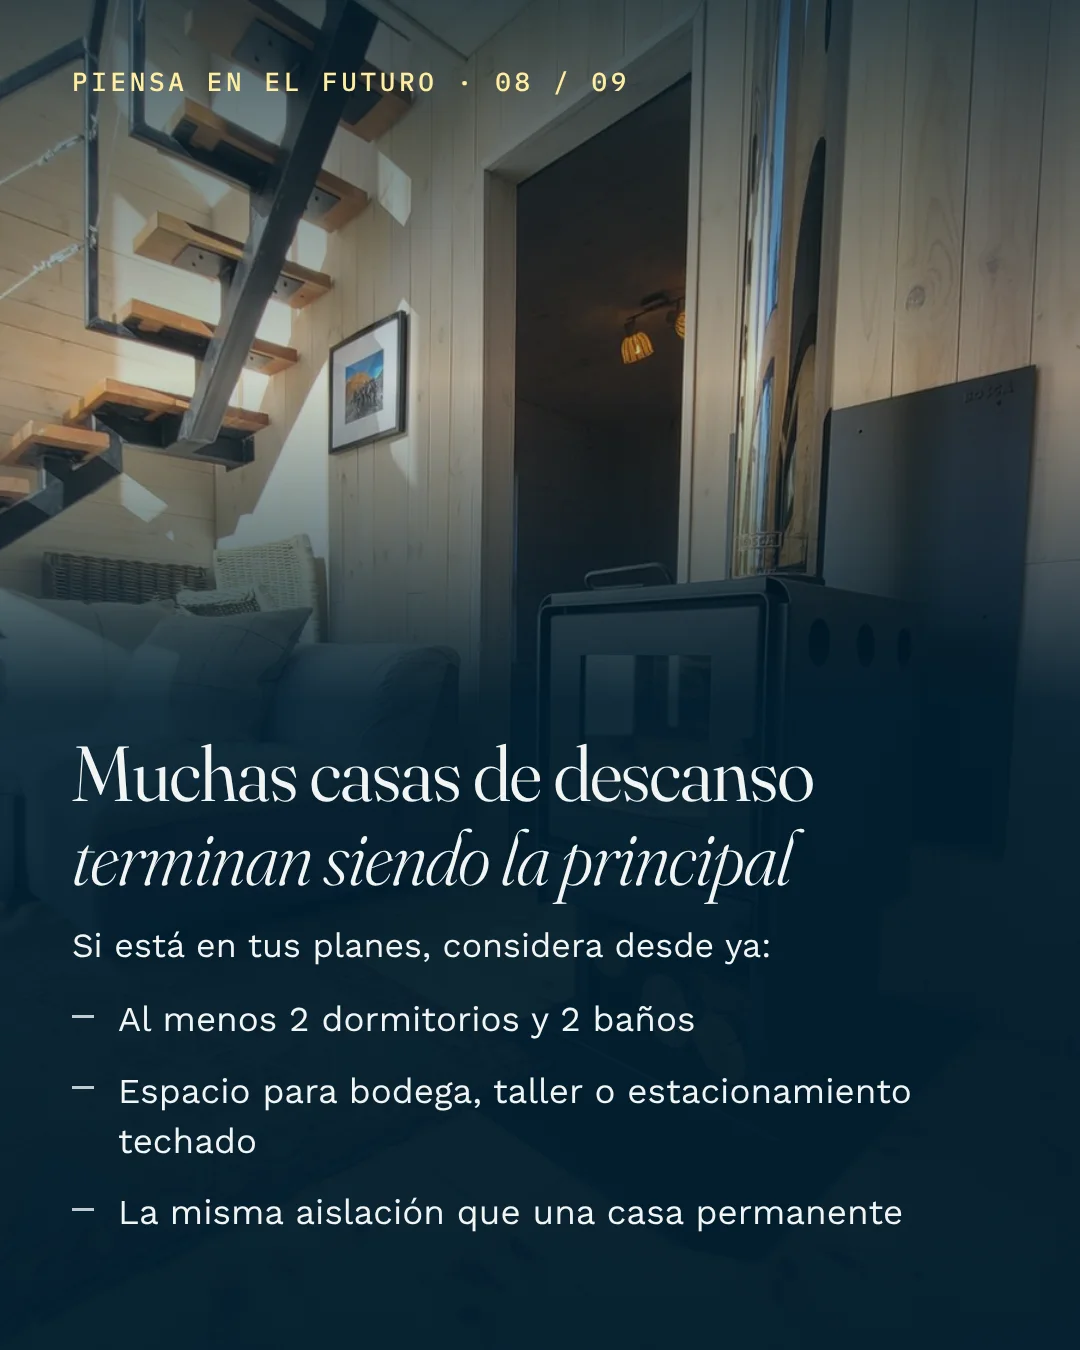 PIENSA EN EL FUTURO · 08 / 09
BOSCA
Muchas casas de descanso
terminan siendo la principal
Si está en tus planes, considera desde ya:
— Al menos 2 dormitorios y 2 baños
— Espacio para bodega, taller o estacionamiento
techado
— La misma aislación que una casa permanente